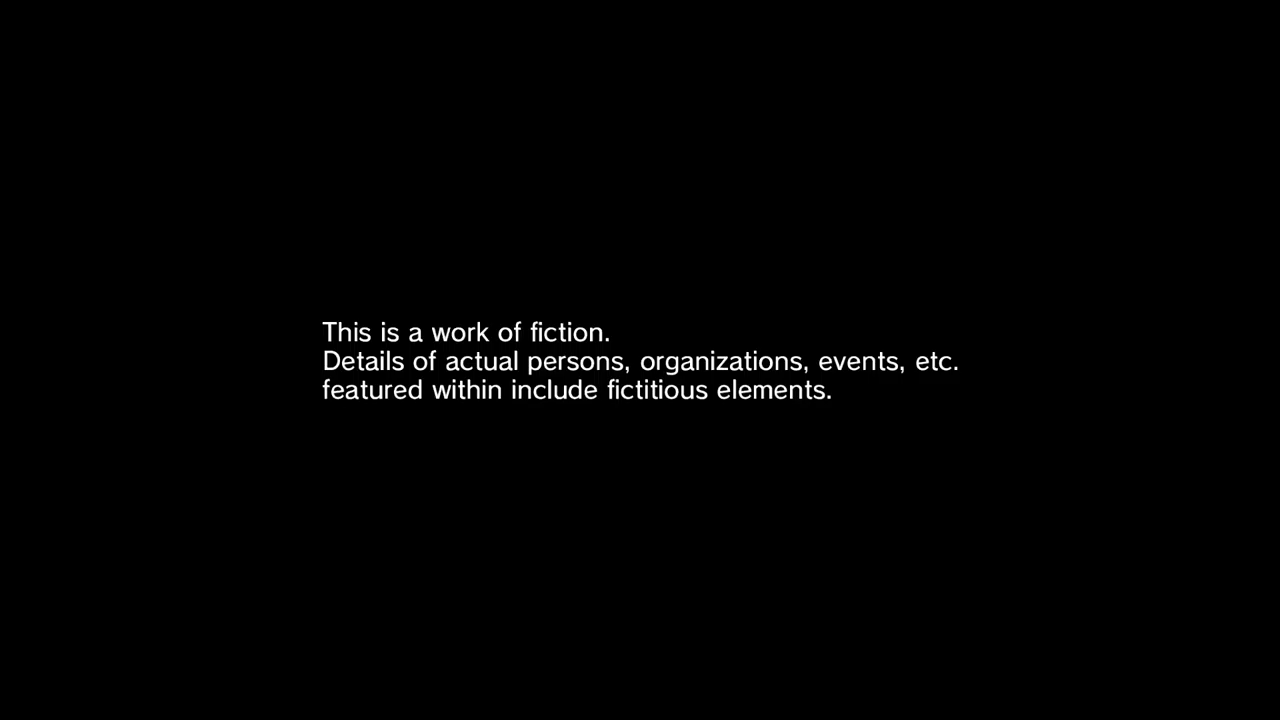 This is a work of fiction.
Details of actual persons, organizations, events, etc.
featured within include fictitious elements.